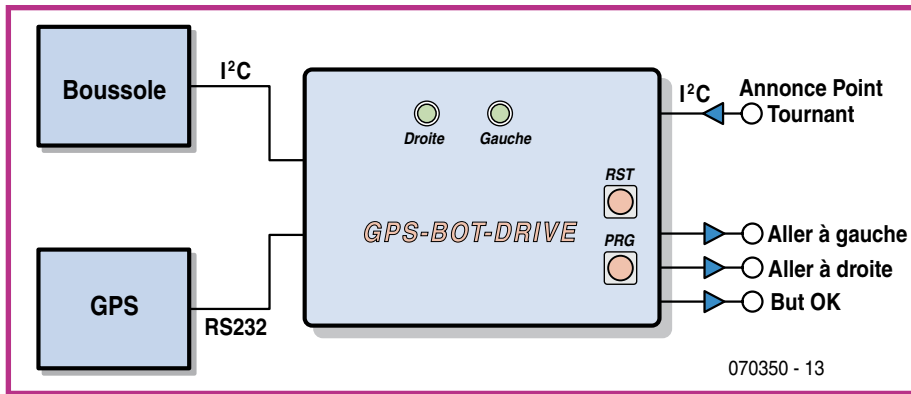 Boussole
I²C
GPS
RS232
Droite
Gauche
RST
GPS-BOT-DRIVE
PRG
I²C
Annonce Point
Tournant
Aller à gauche
Aller à droite
But OK
070350 - 13